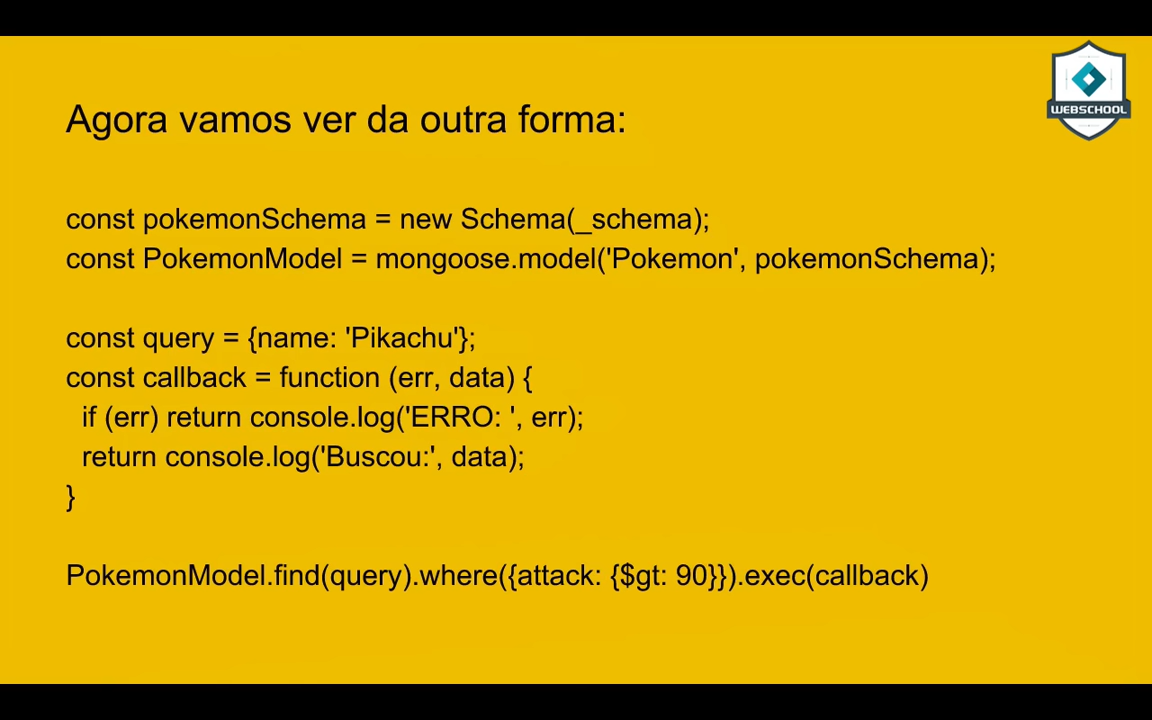 WEBSCHOOL
Agora vamos ver da outra forma:
const pokemonSchema = new Schema(_schema);
const PokemonModel = mongoose.model('Pokemon', pokemonSchema);
const query = {name: 'Pikachu'};
const callback = function (err, data) {
if (err) return console.log('ERRO: ', err);
return console.log('Buscou:', data);
}
PokemonModel.find(query).where({attack: {$gt: 90}}).exec(callback)